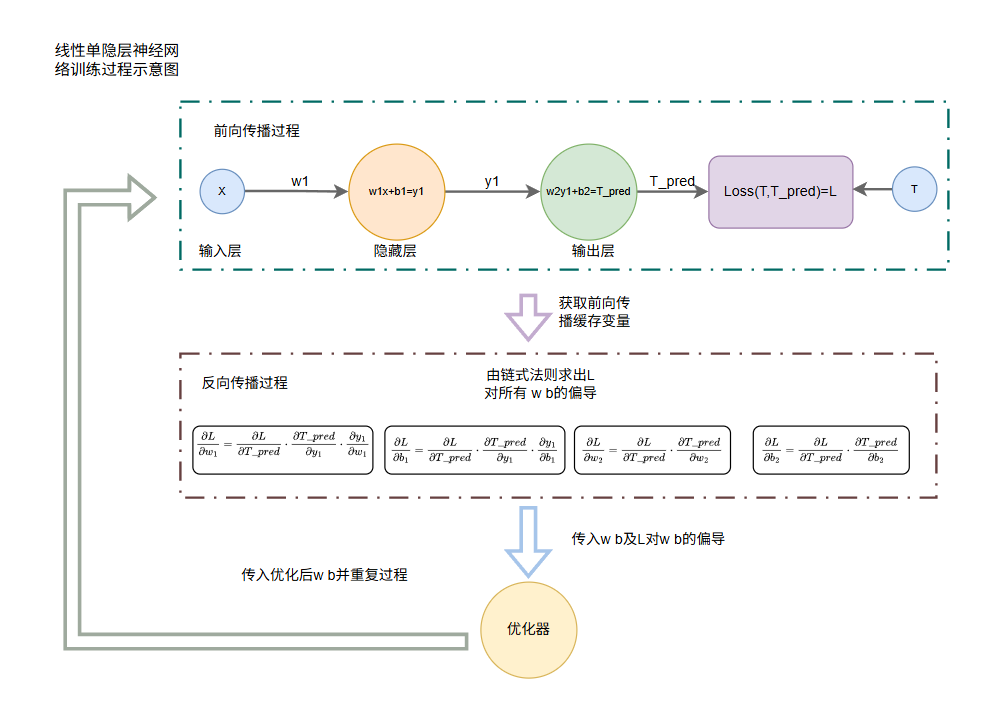 线性单隐层神经网
络训练过程示意图
前向传播过程
X
w1
w1x+b1=y1
y1
w2y1+b2=T_pred
T_pred
Loss(T,T_pred)=L
T
输入层
隐藏层
输出层
获取前向传
播缓存变量
反向传播过程
由链式法则求出L
对所有 w b的偏导
∂L/∂w₁ = ∂L/∂T_pred · ∂T_pred/∂y₁ · ∂y₁/∂w₁
∂L/∂b₁ = ∂L/∂T_pred · ∂T_pred/∂y₁ · ∂y₁/∂b₁
∂L/∂w₂ = ∂L/∂T_pred · ∂T_pred/∂w₂
∂L/∂b₂ = ∂L/∂T_pred · ∂T_pred/∂b₂
传入w b及L对w b的偏导
传入优化后w b并重复过程
优化器